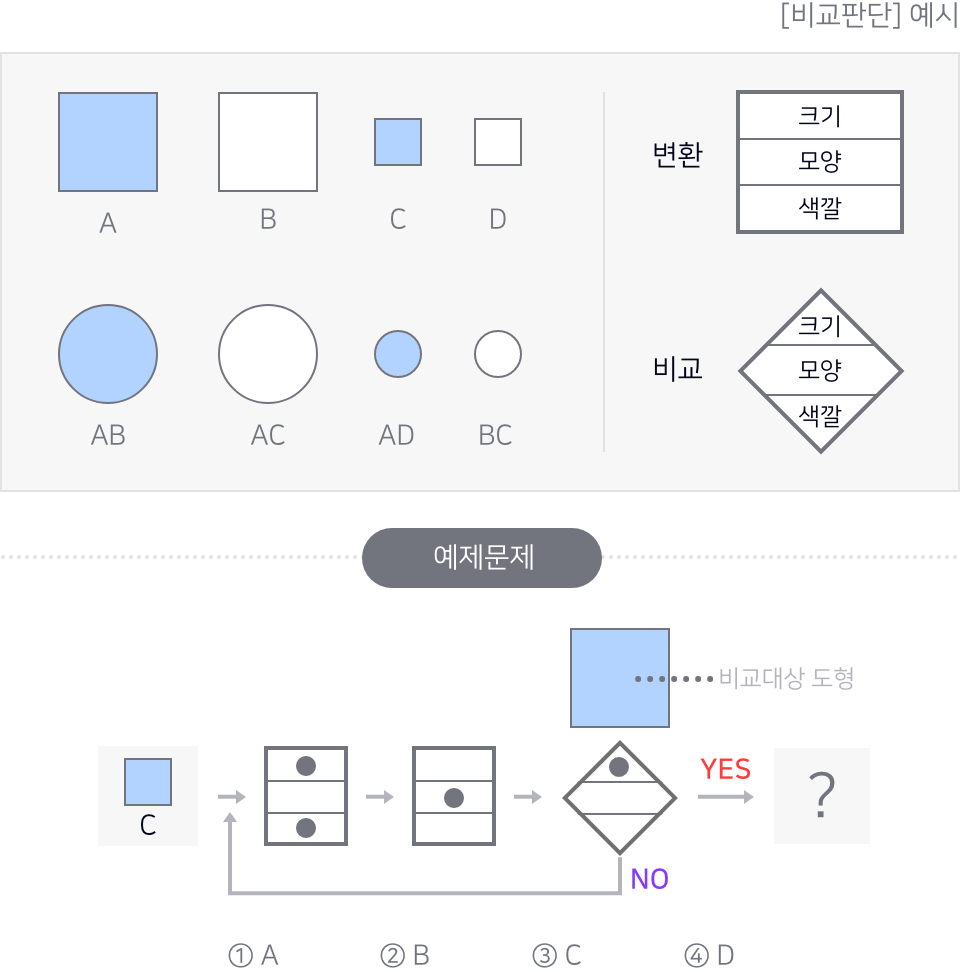 [비교판단] 예시
A B C D
변환
크기
모양
색깔
AB AC AD BC
비교
크기
모양
색깔
예제문제
비교대상 도형
C
YES
?
NO
① A ② B ③ C ④ D